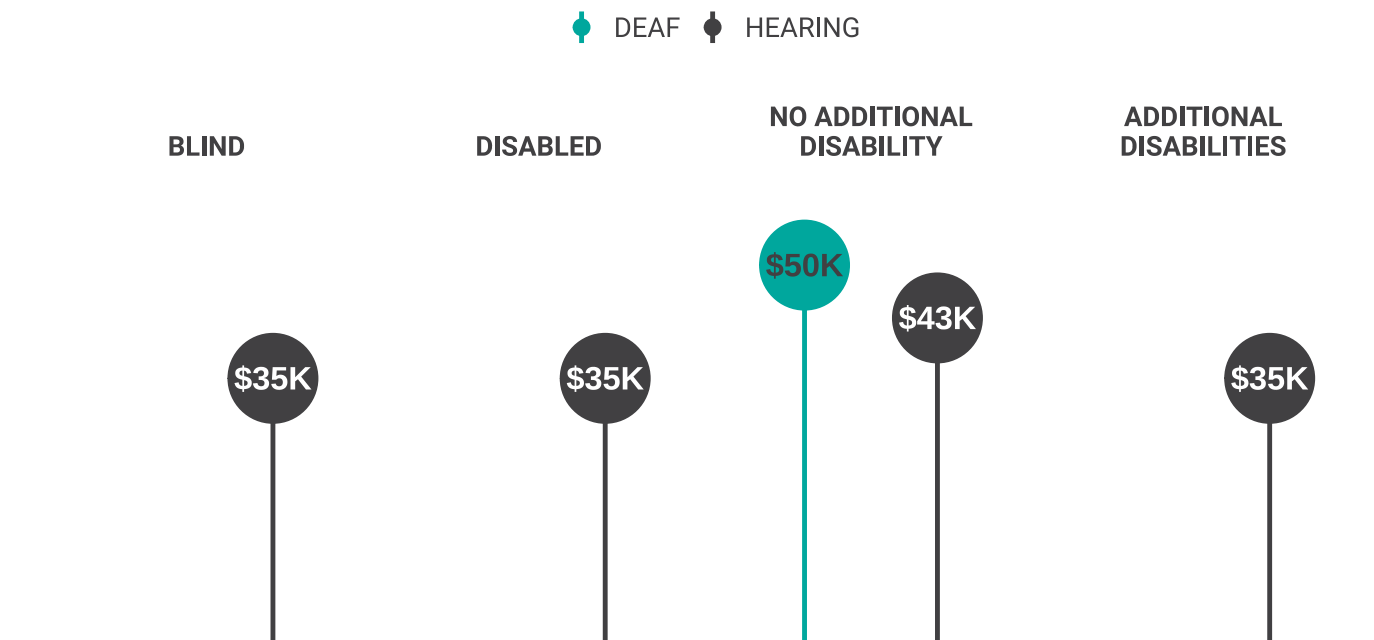 DEAF HEARING
BLIND
DISABLED
NO ADDITIONAL
DISABILITY
ADDITIONAL
DISABILITIES
$50K
$43K
$35K
$35K
$35K